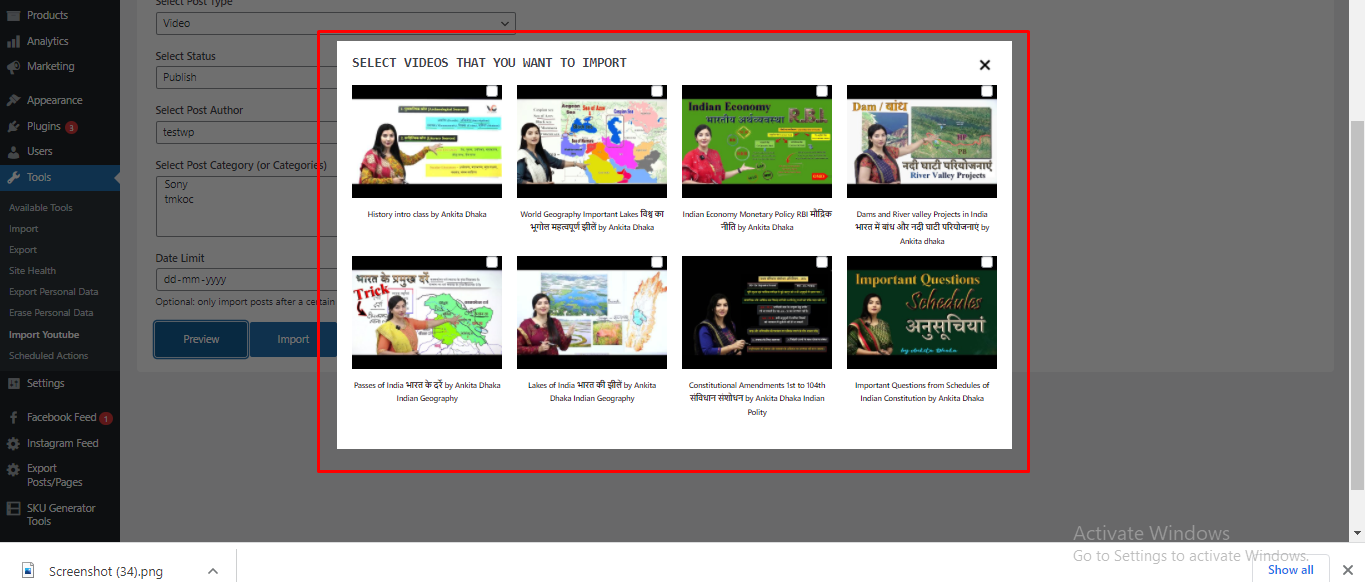 Products
Analytics
Marketing
Appearance
Plugins 3
Users
Tools
Available Tools
Import
Export
Site Health
Export Personal Data
Erase Personal Data
Import Youtube
Scheduled Actions
Settings
Facebook Feed 1
Instagram Feed
Export
Posts/Pages
SKU Generator
Tools
Select Post Type
Video
Select Status
Publish
Select Post Author
testwp
Select Post Category (or Categories)
Sony
tmkoc
Date Limit
dd-mm-yyyy
Optional: only import posts after a certain
Preview
Import
SELECT VIDEOS THAT YOU WANT TO IMPORT
Sea of Azov
Caspian Sea
Indian Economy
भारतीय अर्थव्यवस्था R.B.I.
Dam / बांध
नदी घाटी परियोजनाएं
River Valley Projects
History intro class by Ankita Dhaka
World Geography Important Lakes विश्व का
भूगोल महत्वपूर्ण झीलें by Ankita Dhaka
Indian Economy Monetary Policy RBI मौद्रिक
नीति by Ankita Dhaka
Dams and River valley Projects in India
भारत में बांध और नदी घाटी परियोजनाएं by
Ankita dhaka
भारत के प्रमुख दर्रे
Trick
Important Questions
Schedules
अनुसूचियां
by Ankita Dhaka
Passes of India भारत के दर्रे by Ankita Dhaka
Indian Geography
Lakes of India भारत की झीलें by Ankita
Dhaka Indian Geography
Constitutional Amendments 1st to 104th
संविधान संशोधन by Ankita Dhaka Indian
Polity
Important Questions from Schedules of
Indian Constitution by Ankita Dhaka
Activate Windows
Go to Settings to activate Windows.
Screenshot (34).png
Show all